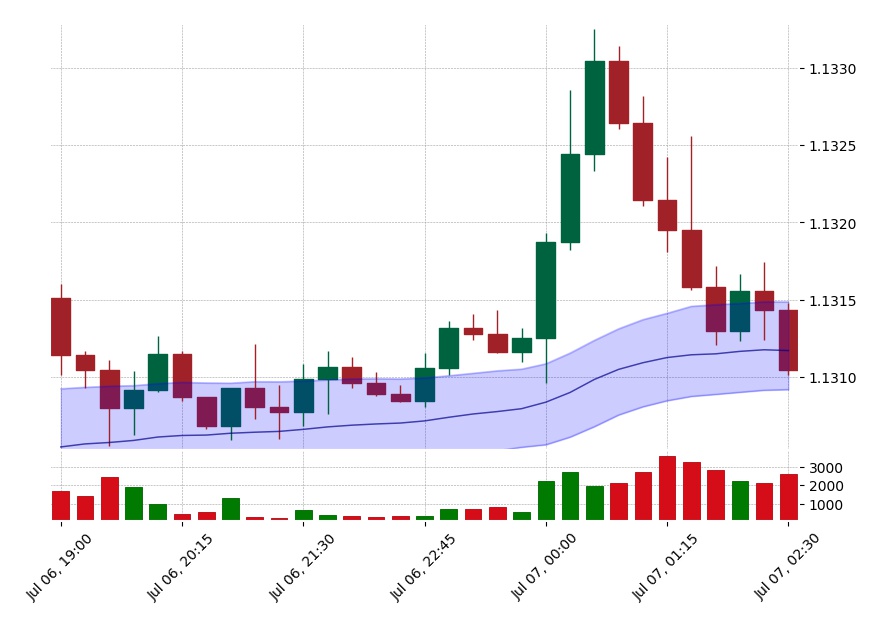 1.1330
1.1325
1.1320
1.1315
1.1310
3000
2000
1000
Jul 06, 19:00
Jul 06, 20:15
Jul 06, 21:30
Jul 06, 22:45
Jul 07, 00:00
Jul 07, 01:15
Jul 07, 02:30